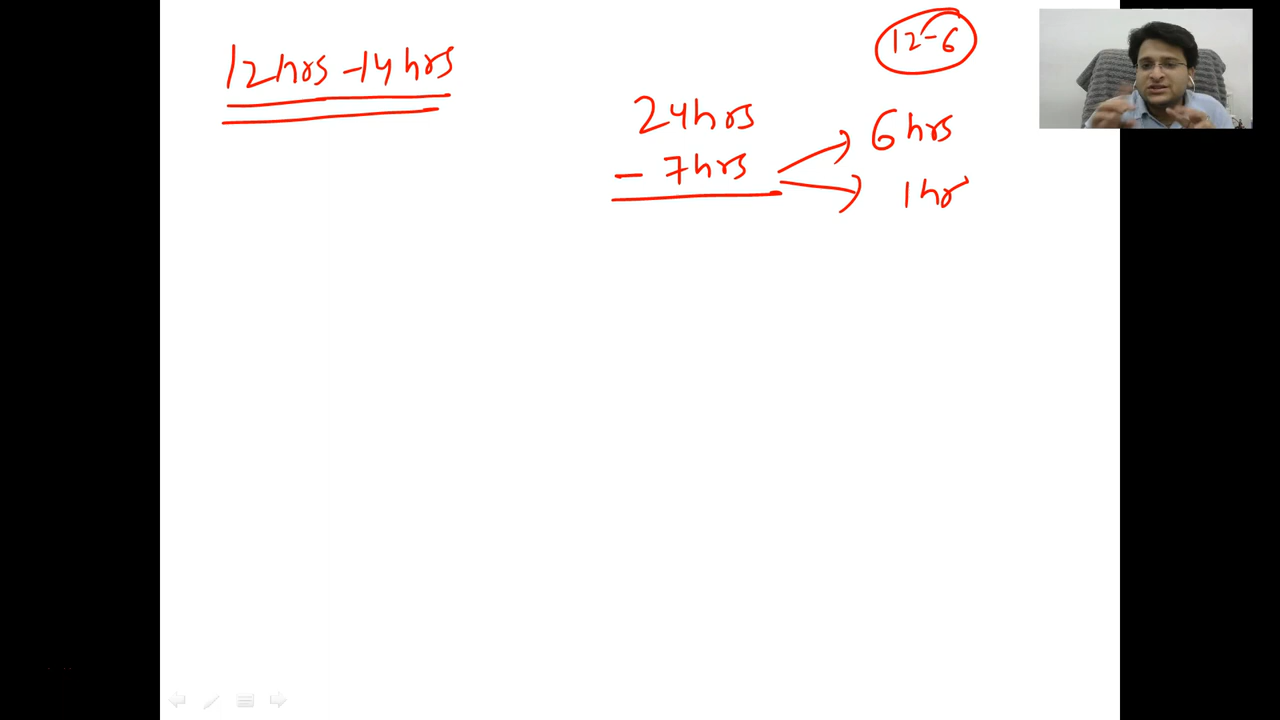 12hrs - 14hrs
12-6
24hrs
- 7hrs
6hrs
1hr